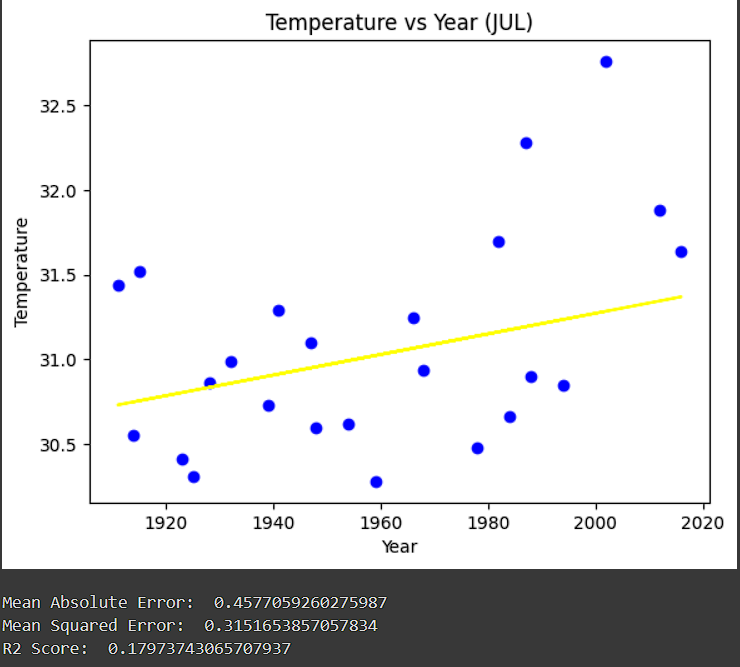 Temperature vs Year (JUL)
32.5
32.0
31.5
31.0
30.5
Temperature
1920 1940 1960 1980 2000 2020
Year
Mean Absolute Error:  0.4577059260275987
Mean Squared Error:  0.3151653857057834
R2 Score:  0.17973743065707937